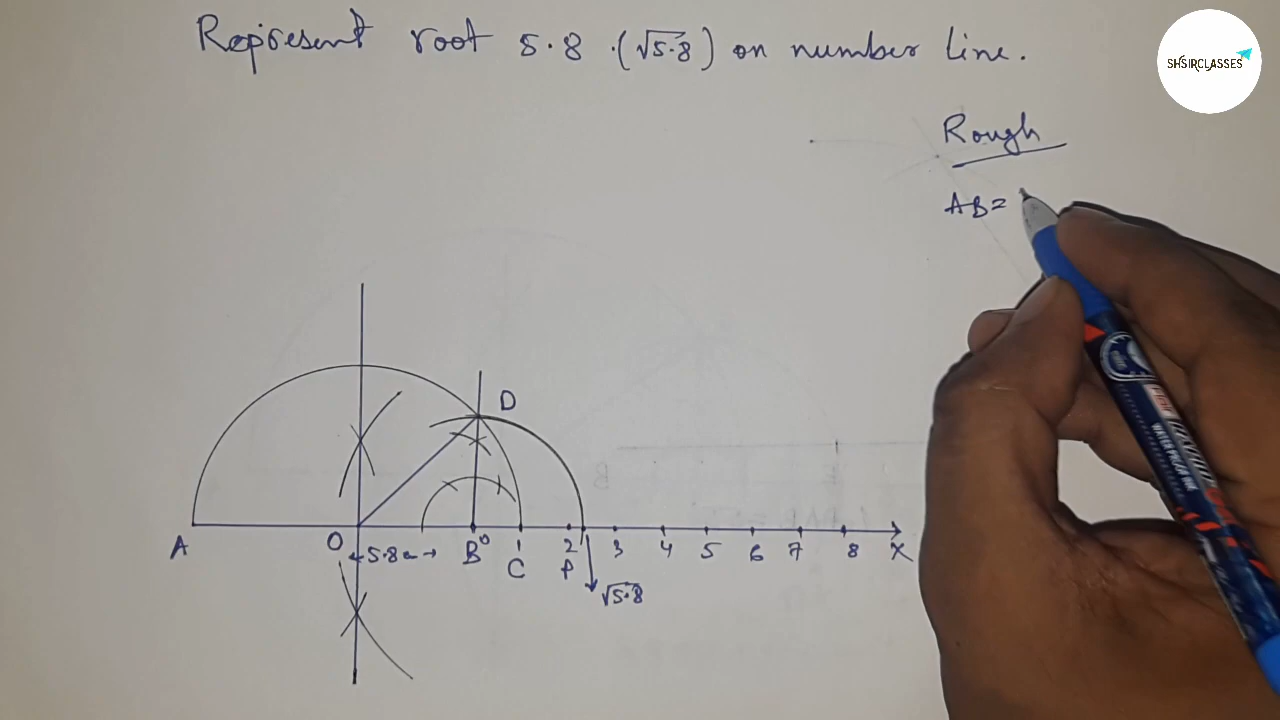 Represent root 5.8 .(√5.8) on number line.
SHSIRCLASSES
Rough
AB=
D
A O 5.8 B 0 1 C 2 P 3 4 5 6 7 8 X
√5.8